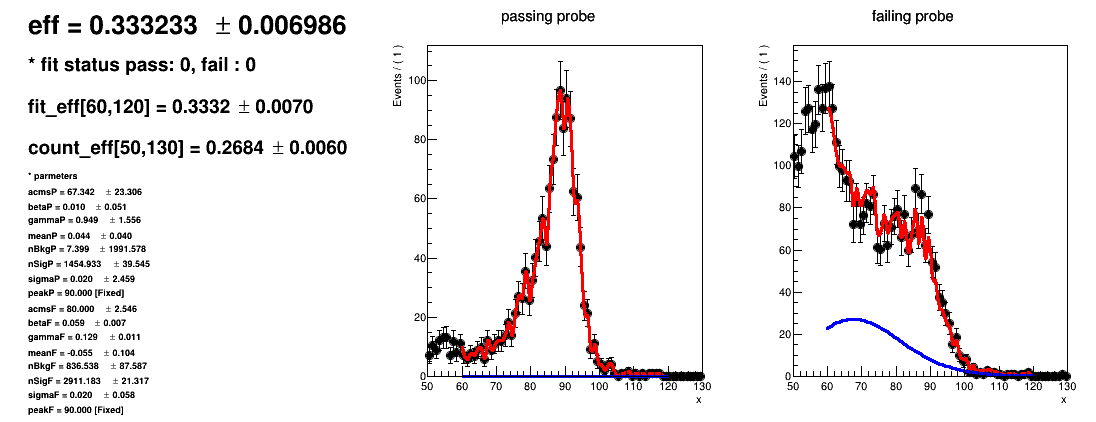 eff = 0.333233 ± 0.006986
* fit status pass: 0, fail : 0
fit_eff[60,120] = 0.3332 ± 0.0070
count_eff[50,130] = 0.2684 ± 0.0060
* parmeters
acmsP = 67.342 ± 23.306
betaP = 0.010 ± 0.051
gammaP = 0.949 ± 1.556
meanP = 0.044 ± 0.040
nBkgP = 7.399 ± 1991.578
nSigP = 1454.933 ± 39.545
sigmaP = 0.020 ± 2.459
peakP = 90.000 [Fixed]
acmsF = 80.000 ± 2.546
betaF = 0.059 ± 0.007
gammaF = 0.129 ± 0.011
meanF = -0.055 ± 0.104
nBkgF = 836.538 ± 87.587
nSigF = 2911.183 ± 21.317
sigmaF = 0.020 ± 0.058
peakF = 90.000 [Fixed]
passing probe
Events / ( 1 )
100
80
60
40
20
0
50 60 70 80 90 100 110 120 130
x
failing probe
Events / ( 1 )
140
120
100
80
60
40
20
0
50 60 70 80 90 100 110 120 130
x